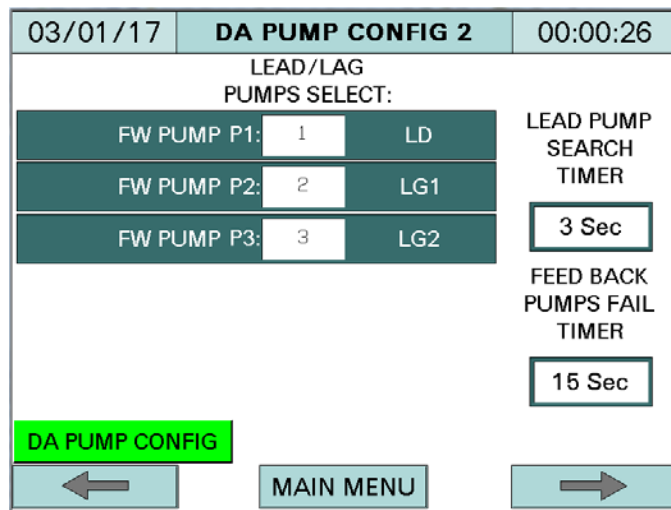 03/01/17 DA PUMP CONFIG 2 00:00:26
LEAD/LAG
PUMPS SELECT:
FW PUMP P1: 1 LD
FW PUMP P2: 2 LG1
FW PUMP P3: 3 LG2
LEAD PUMP
SEARCH
TIMER
3 Sec
FEED BACK
PUMPS FAIL
TIMER
15 Sec
DA PUMP CONFIG
MAIN MENU